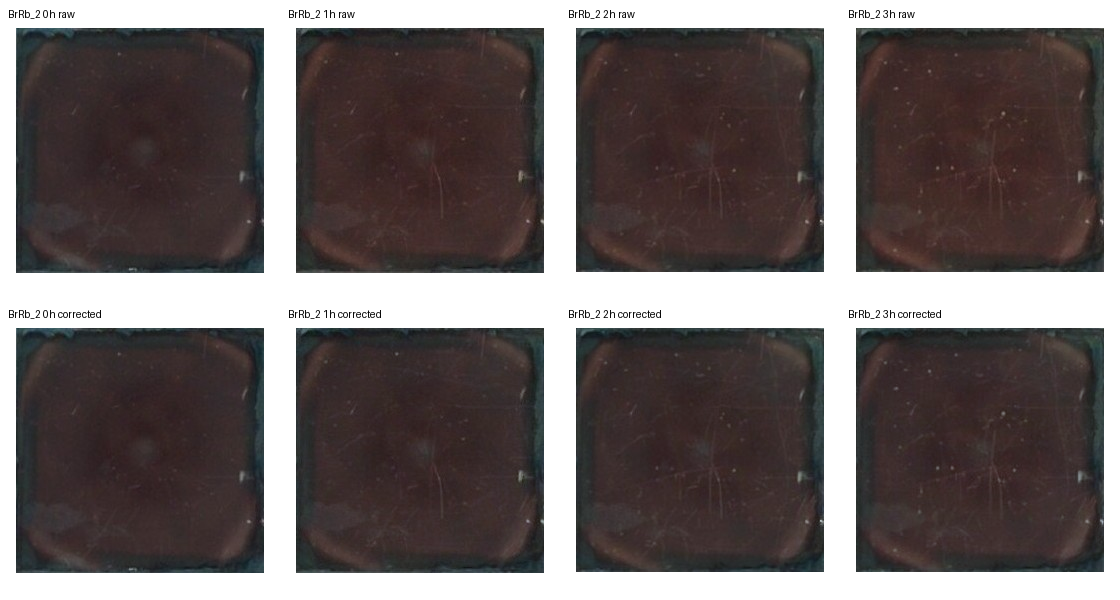 BrRb_2 0h raw
BrRb_2 1h raw
BrRb_2 2h raw
BrRb_2 3h raw
BrRb_2 0h corrected
BrRb_2 1h corrected
BrRb_2 2h corrected
BrRb_2 3h corrected